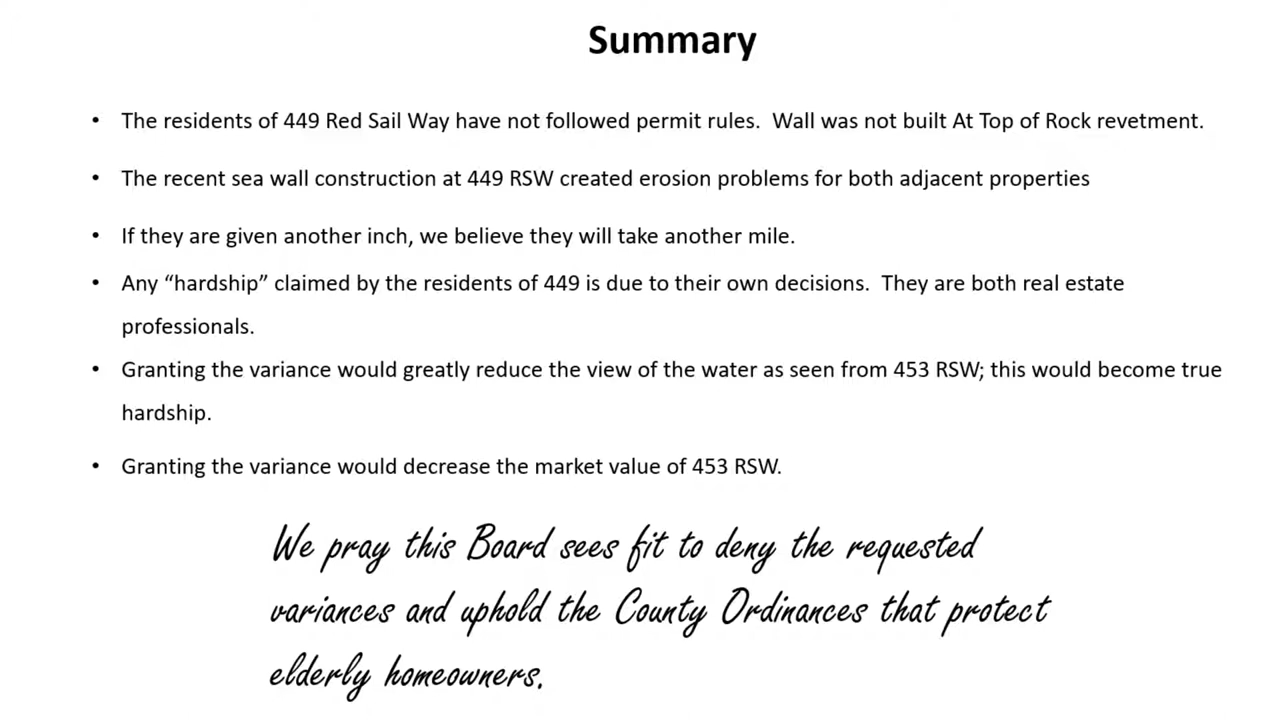 Summary
• The residents of 449 Red Sail Way have not followed permit rules.  Wall was not built At Top of Rock revetment.
• The recent sea wall construction at 449 RSW created erosion problems for both adjacent properties
• If they are given another inch, we believe they will take another mile.
• Any “hardship” claimed by the residents of 449 is due to their own decisions.  They are both real estate
professionals.
• Granting the variance would greatly reduce the view of the water as seen from 453 RSW; this would become true
hardship.
• Granting the variance would decrease the market value of 453 RSW.
We pray this Board sees fit to deny the requested
variances and uphold the County Ordinances that protect
elderly homeowners.